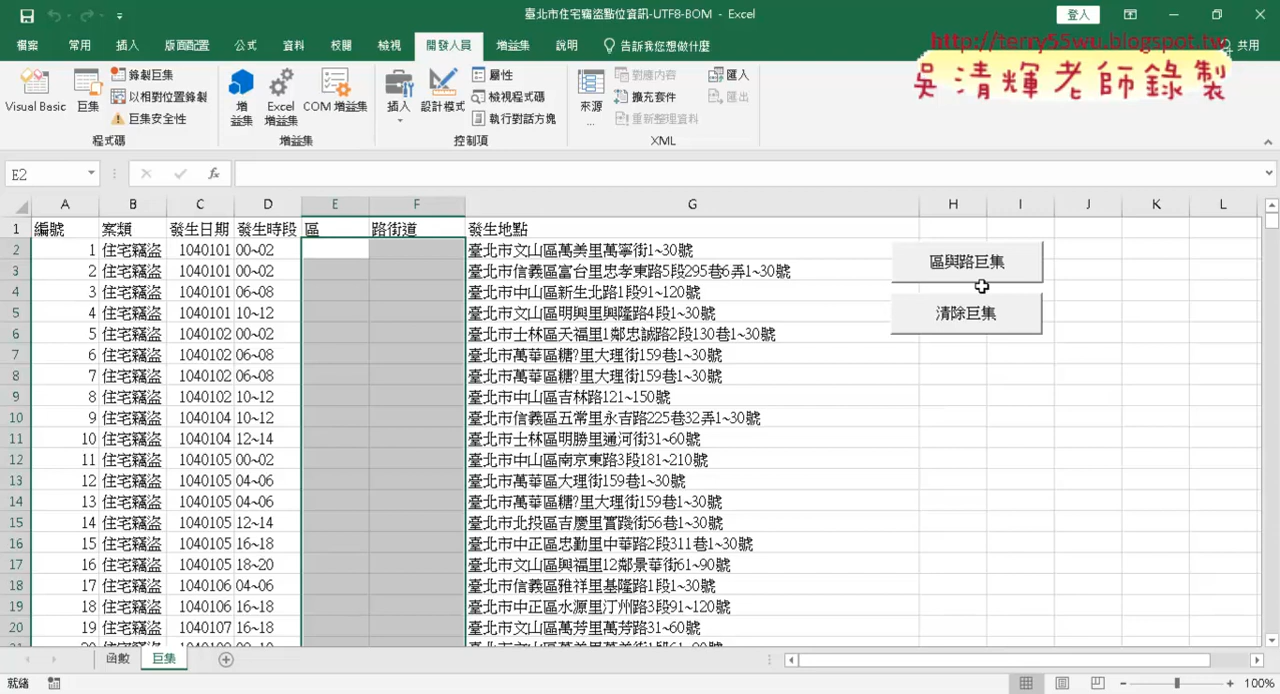 臺北市住宅竊盜點位資訊-UTF8-BOM - Excel
登入
檔案 常用 插入 版面配置 公式 資料 校閱 檢視 開發人員 增益集 說明 告訴我您想做什麼 共用
http://terry55wu.blogspot.tw
吳清輝老師錄製
Visual Basic 巨集 錄製巨集 以相對位置錄製 巨集安全性 程式碼
增益集 Excel 增益集 COM 增益集 增益集
插入 設計模式 屬性 檢視程式碼 執行對話方塊 控制項
來源 ... 對應內容 擴充套件 重新整理資料 匯入 匯出 XML
E2 fx
A B C D E F G H I J K L
1 編號 案類 發生日期 發生時段 區 路街道 發生地點
2 1 住宅竊盜 1040101 00~02 臺北市文山區萬美里萬寧街1~30號
3 2 住宅竊盜 1040101 00~02 臺北市信義區富台里忠孝東路5段295巷6弄1~30號
4 3 住宅竊盜 1040101 06~08 臺北市中山區新生北路1段91~120號
5 4 住宅竊盜 1040101 10~12 臺北市文山區明興里興隆路4段1~30號
6 5 住宅竊盜 1040102 00~02 臺北市士林區天福里1鄰忠誠路2段130巷1~30號
7 6 住宅竊盜 1040102 06~08 臺北市萬華區糖?里大理街159巷1~30號
8 7 住宅竊盜 1040102 06~08 臺北市萬華區糖?里大理街159巷1~30號
9 8 住宅竊盜 1040102 10~12 臺北市中山區吉林路121~150號
10 9 住宅竊盜 1040104 10~12 臺北市信義區五常里永吉路225巷32弄1~30號
11 10 住宅竊盜 1040104 12~14 臺北市士林區明勝里通河街31~60號
12 11 住宅竊盜 1040105 00~02 臺北市中山區南京東路3段181~210號
13 12 住宅竊盜 1040105 04~06 臺北市萬華區大理街159巷1~30號
14 13 住宅竊盜 1040105 04~06 臺北市萬華區糖?里大理街159巷1~30號
15 14 住宅竊盜 1040105 12~14 臺北市北投區吉慶里實踐街56巷1~30號
16 15 住宅竊盜 1040105 16~18 臺北市中正區忠勤里中華路2段311巷1~30號
17 16 住宅竊盜 1040105 18~20 臺北市文山區興福里12鄰景華街61~90號
18 17 住宅竊盜 1040106 04~06 臺北市信義區雅祥里基隆路1段1~30號
19 18 住宅竊盜 1040106 16~18 臺北市中正區水源里汀州路3段91~120號
20 19 住宅竊盜 1040107 16~18 臺北市文山區萬芳里萬芳路31~60號
區與路巨集
清除巨集
函數 巨集
就緒 100%